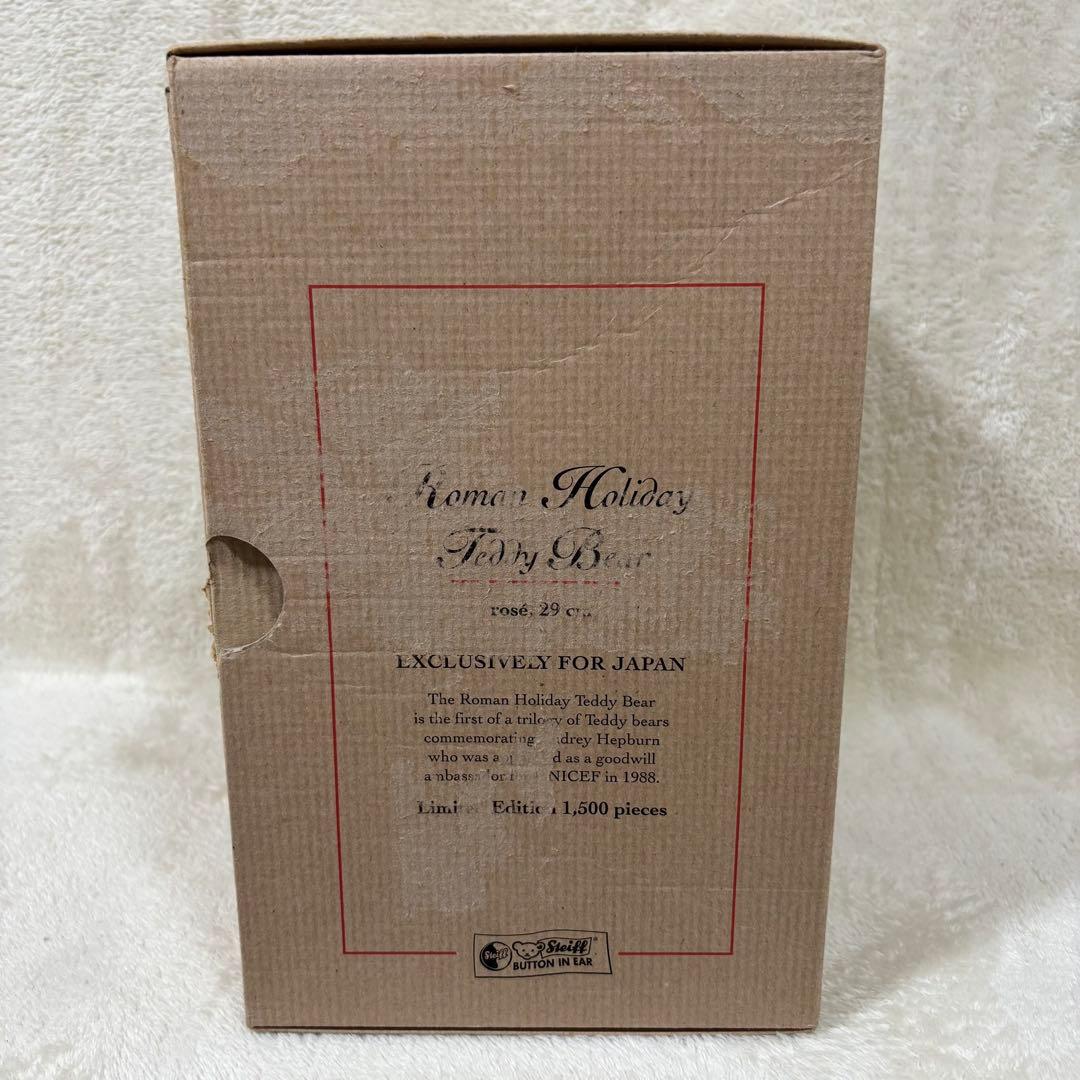 Roman Holiday
Teddy Bear
rosé, 29
EXCLUSIVELY FOR JAPAN
The Roman Holiday Teddy Bear
is the first of a trilogy of Teddy bears
commemorating Audrey Hepburn
who was as a goodwill
ambassador for UNICEF in 1988.
Limited Edition 1,500 pieces
Steiff Steiff
BUTTON IN EAR